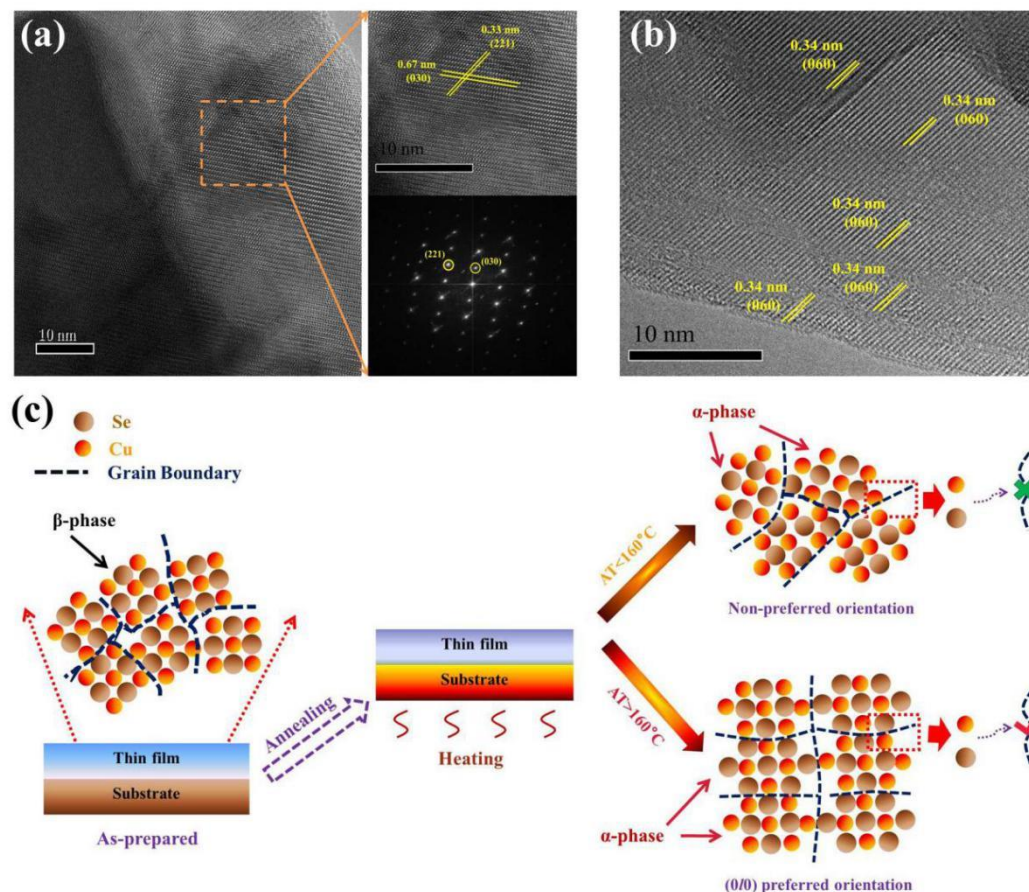 (a)
0.33 nm
(221)
0.67 nm
(030)
10 nm
(221)
(030)
10 nm
(b)
0.34 nm
(060)
0.34 nm
(060)
0.34 nm
(060)
0.34 nm
(060)
0.34 nm
(060)
10 nm
(c)
Se
Cu
Grain Boundary
β-phase
Thin film
Substrate
As-prepared
Annealing
Thin film
Substrate
Heating
AT<160°C
AT>160°C
α-phase
Non-preferred orientation
α-phase
(0l0) preferred orientation